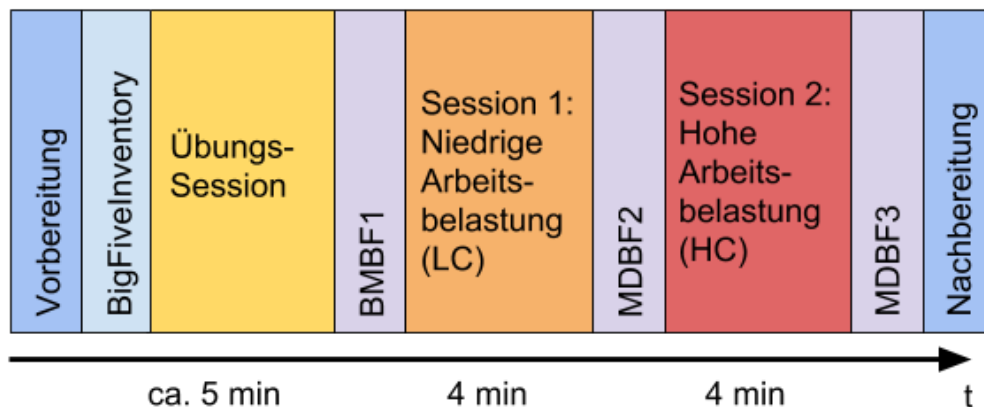 Vorbereitung
BigFiveInventory
Übungs-
Session
BMBF1
Session 1:
Niedrige
Arbeits-
belastung
(LC)
MDBF2
Session 2:
Hohe
Arbeits-
belastung
(HC)
MDBF3
Nachbereitung
ca. 5 min
4 min
4 min
t